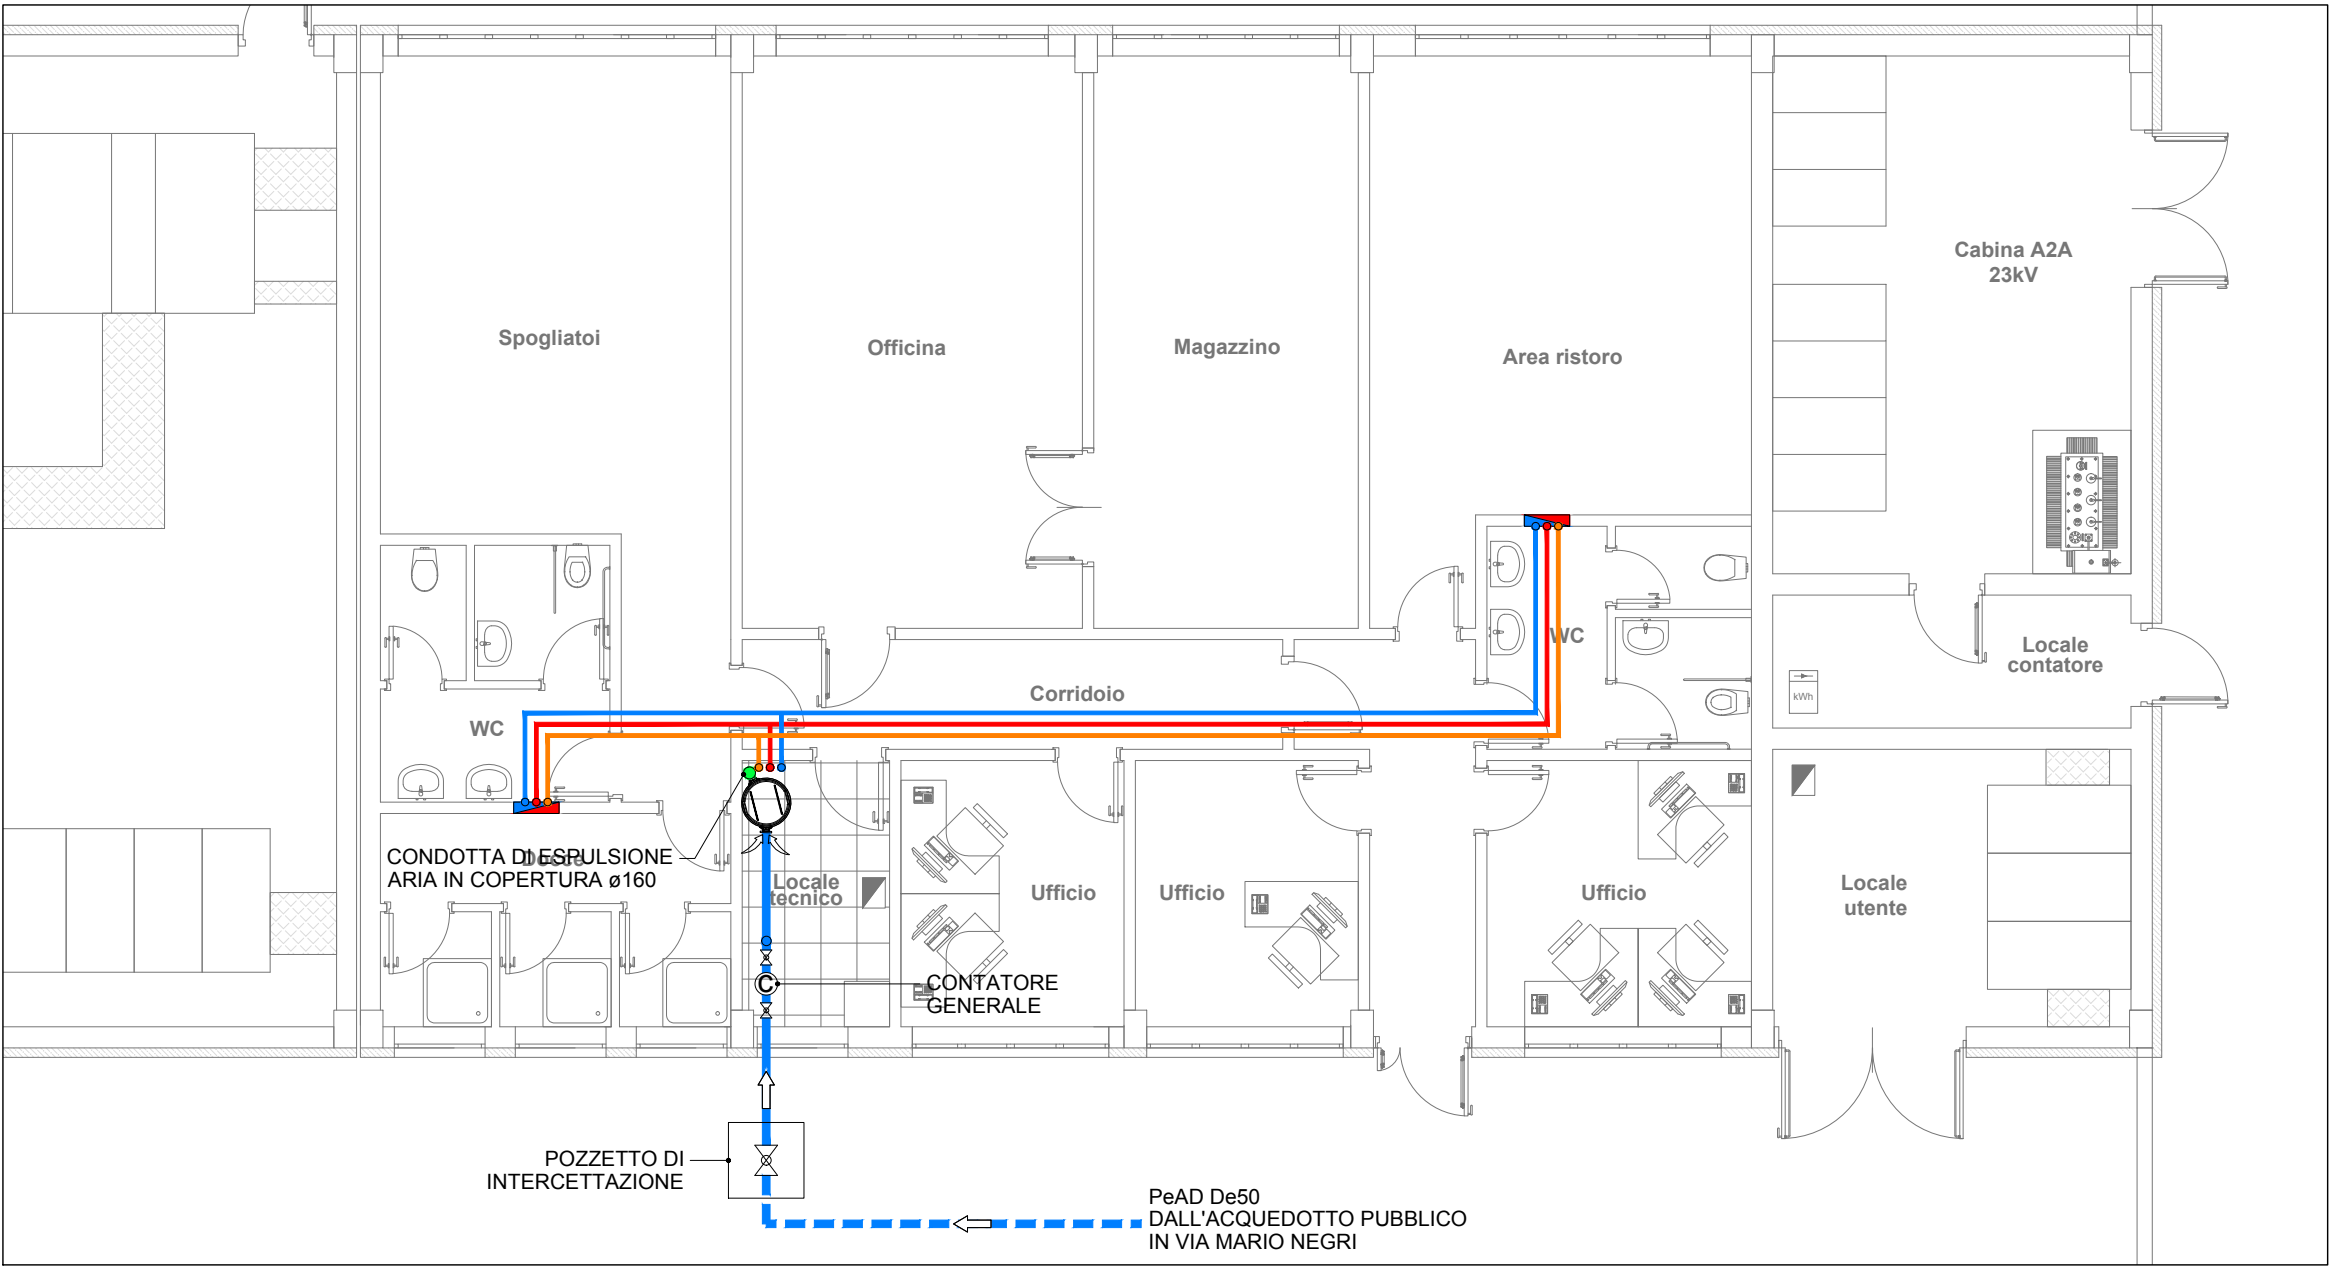 Cabina A2A
23kV
Spogliatoi
Officina
Magazzino
Area ristoro
WC
Locale
contatore
kWh
Corridoio
WC
CONDOTTA DI ESPULSIONE
ARIA IN COPERTURA ø160
Docce
Locale
tecnico
Ufficio
Ufficio
Ufficio
Locale
utente
C
CONTATORE
GENERALE
POZZETTO DI
INTERCETTAZIONE
PeAD De50
DALL'ACQUEDOTTO PUBBLICO
IN VIA MARIO NEGRI